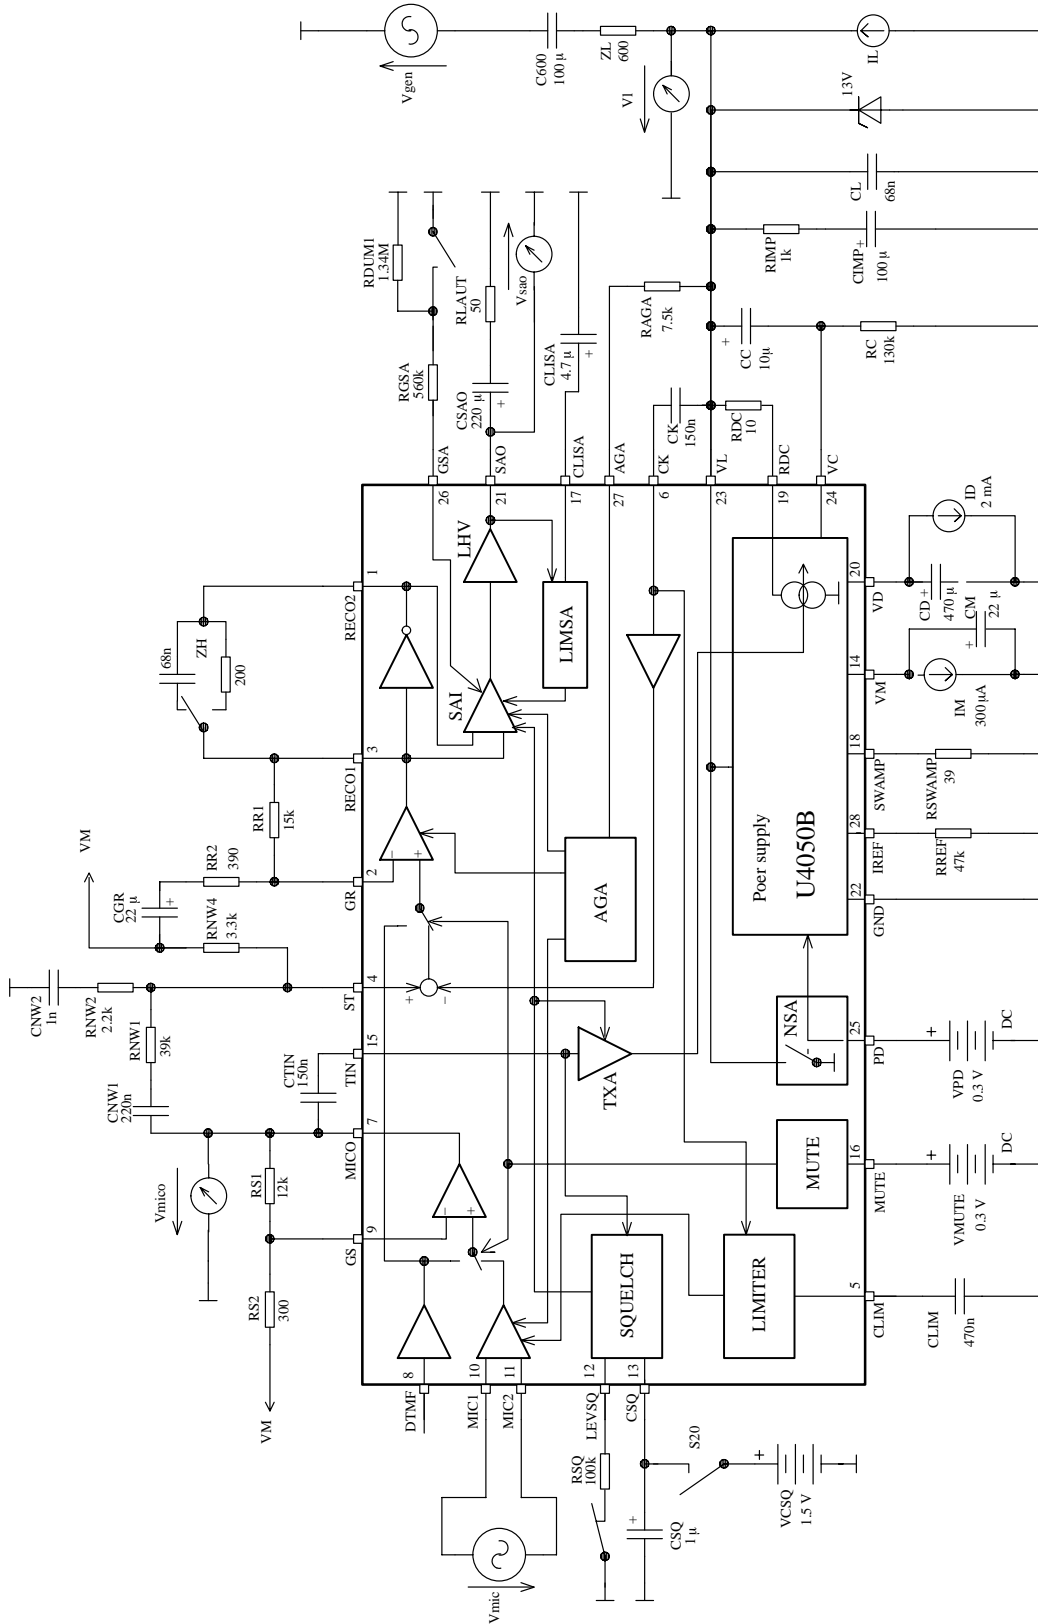 Vgen
C600
100 µ
ZL
600
V1
13V
IL
CL
68n
RIMP
1k
CIMP+
100 µ
RDUM1
1.34M
RLAUT
50
Vsao
RGSA
560k
CSAO
220 µ
+
CLISA
4.7 µ
+
RAGA
7.5k
+
CC
10µ
RC
130k
CK
150n
RDC
10
GSA
SAO
CLISA
AGA
CK
VL
RDC
VC
26
21
17
27
6
23
19
24
LHV
LIMSA
SAI
AGA
TXA
Poer supply
U4050B
NSA
MUTE
SQUELCH
LIMITER
68n
ZH
200
RECO2
1
RECO1
3
RR1
15k
VM
RR2
390
CGR
22 µ
+
RNW4
3.3k
GR
2
−
+
ST
4
+
−
CNW2
1n
RNW2
2.2k
RNW1
39k
CNW1
220n
CTIN
150n
TIN
15
MICO
7
Vmico
RS1
12k
GS
9
−
+
RS2
300
VM
DTMF
8
MIC1
10
MIC2
11
Vmic
LEVSQ
12
CSQ
13
RSQ
100k
+
CSQ
1µ
S20
+
VCSQ
1.5 V
ID
2 mA
20
VD
CD +
470 µ
CM
22 µ
+
14
VM
IM
300 µA
18
SWAMP
RSWAMP
39
28
IREF
RREF
47k
22
GND
25
PD
+
VPD
0.3 V
DC
16
MUTE
+
VMUTE
0.3 V
DC
5
CLIM
CLIM
470n